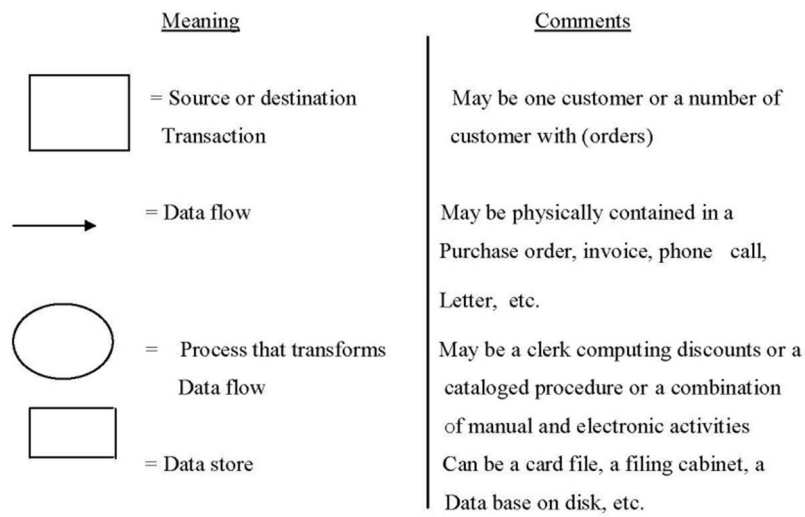 Meaning
Comments
= Source or destination
Transaction
May be one customer or a number of
customer with (orders)
= Data flow
May be physically contained in a
Purchase order, invoice, phone call,
Letter, etc.
= Process that transforms
Data flow
May be a clerk computing discounts or a
cataloged procedure or a combination
of manual and electronic activities
= Data store
Can be a card file, a filing cabinet, a
Data base on disk, etc.